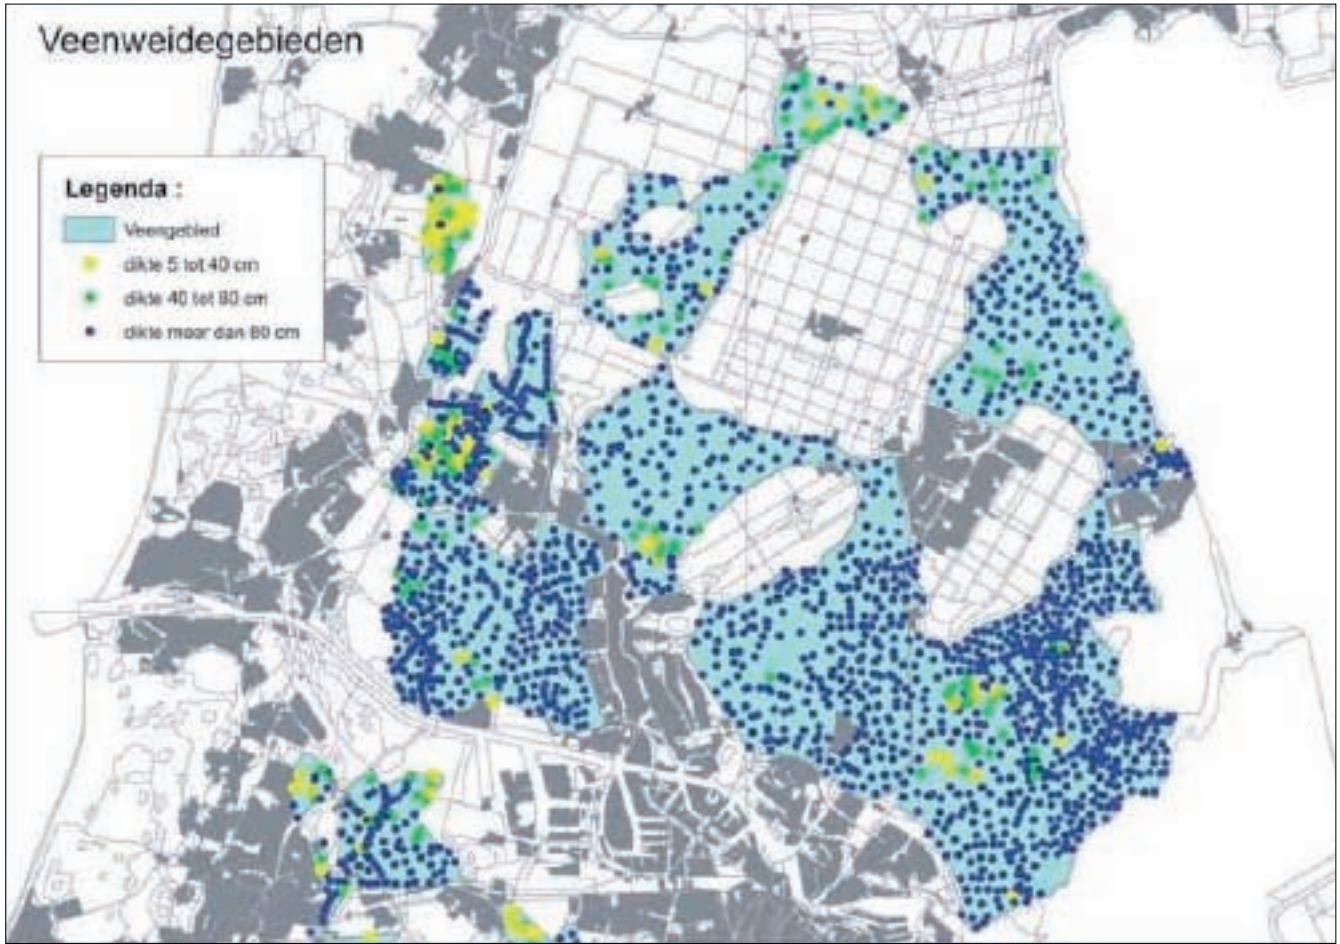 Veenweidegebieden
Legenda :
Veengebied
dikte 5 tot 40 cm
dikte 40 tot 80 cm
dikte meer dan 80 cm